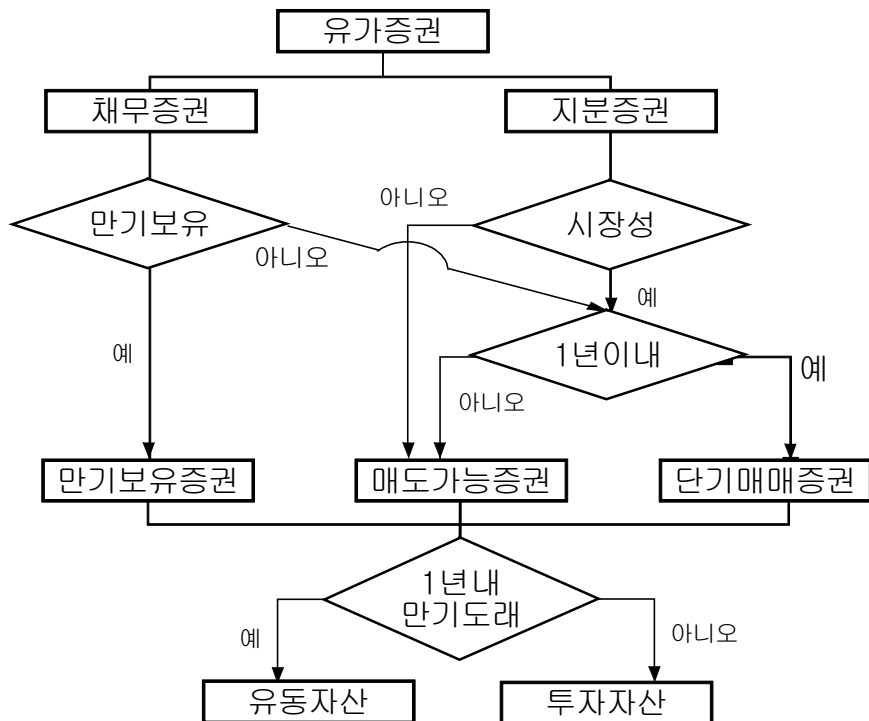 유가증권
채무증권
지분증권
만기보유
아니오
시장성
아니오
예
예
1년이내
예
아니오
만기보유증권
매도가능증권
단기매매증권
1년내
만기도래
예
아니오
유동자산
투자자산